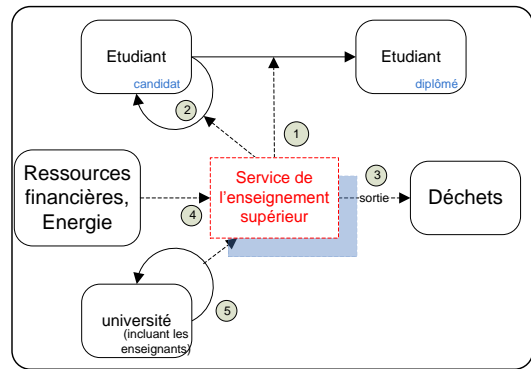 Etudiant
candidat
Etudiant
diplômé
2
1
Ressources
financières,
Energie
4
Service de
l'enseignement
supérieur
3
sortie
Déchets
université
(incluant les
enseignants)
5